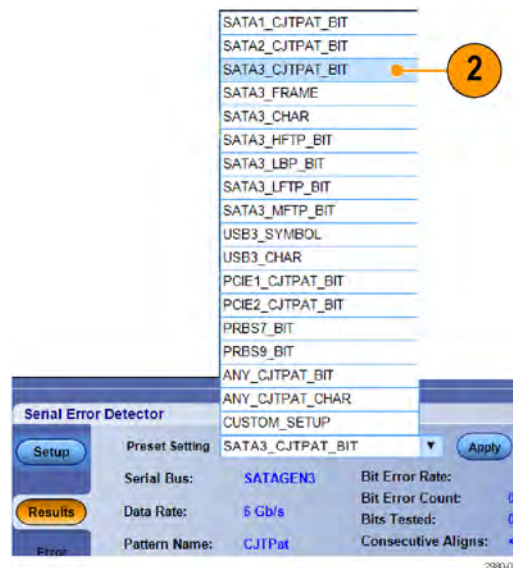 SATA1_CJTPAT_BIT
SATA2_CJTPAT_BIT
SATA3_CJTPAT_BIT
2
SATA3_FRAME
SATA3_CHAR
SATA3_HFTP_BIT
SATA3_LBP_BIT
SATA3_LFTP_BIT
SATA3_MFTP_BIT
USB3_SYMBOL
USB3_CHAR
PCIE1_CJTPAT_BIT
PCIE2_CJTPAT_BIT
PRBS7_BIT
PRBS9_BIT
ANY_CJTPAT_BIT
ANY_CJTPAT_CHAR
CUSTOM_SETUP
Serial Error Detector
Setup
Preset Setting SATA3_CJTPAT_BIT Apply
Serial Bus: SATAGEN3 Bit Error Rate:
Bit Error Count:
Results
Data Rate: 6 Gb/s
Bits Tested:
Pattern Name: CJTPat Consecutive Aligns:
Error